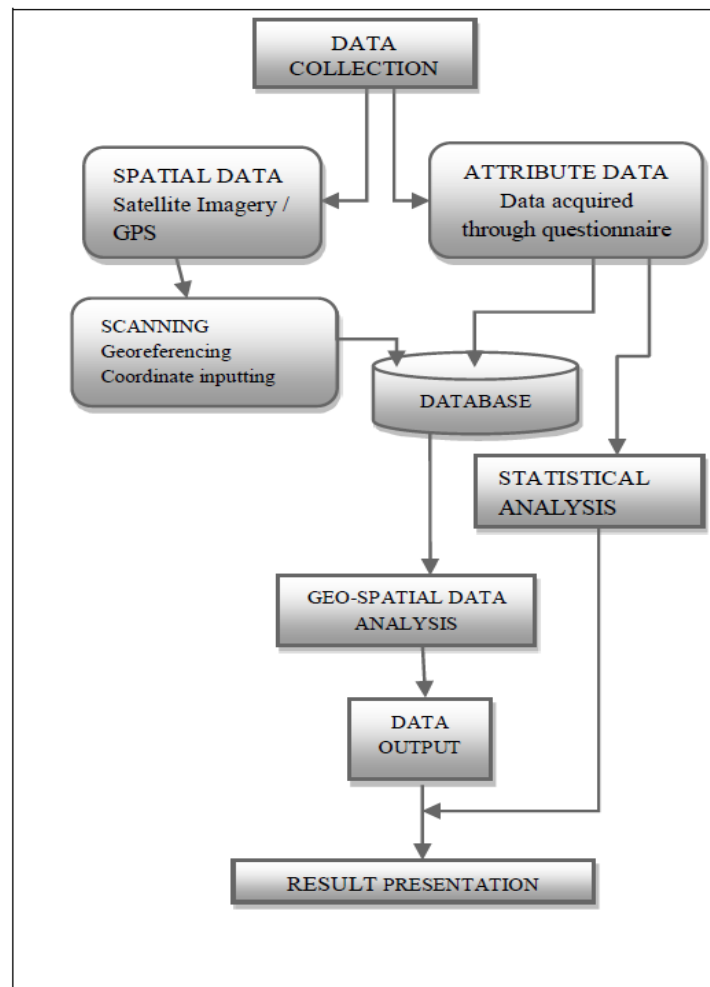 DATA
COLLECTION
SPATIAL DATA
Satellite Imagery /
GPS
ATTRIBUTE DATA
Data acquired
through questionnaire
SCANNING
Georeferencing
Coordinate inputting
DATABASE
STATISTICAL
ANALYSIS
GEO-SPATIAL DATA
ANALYSIS
DATA
OUTPUT
RESULT PRESENTATION